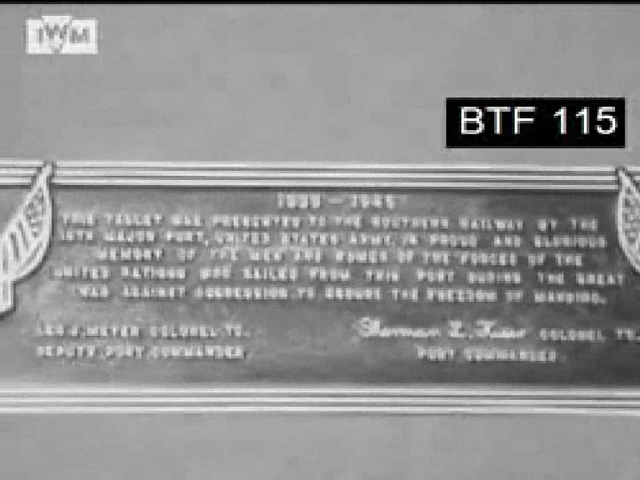 IWM
BTF 115
1939 — 1945
THIS TABLET WAS PRESENTED TO THE SOUTHERN RAILWAY BY THE
14TH MAJOR PORT, UNITED STATES ARMY IN PROUD AND GLORIOUS
MEMORY OF THE MEN AND WOMEN OF THE FORCES OF THE
UNITED NATIONS WHO SAILED FROM THIS PORT DURING THE GREAT
WAR AGAINST AGGRESSION TO SECURE THE FREEDOM OF MANKIND.
LEO J. MEYER COLONEL TC.
DEPUTY PORT COMMANDER
COLONEL TC.
PORT COMMANDER